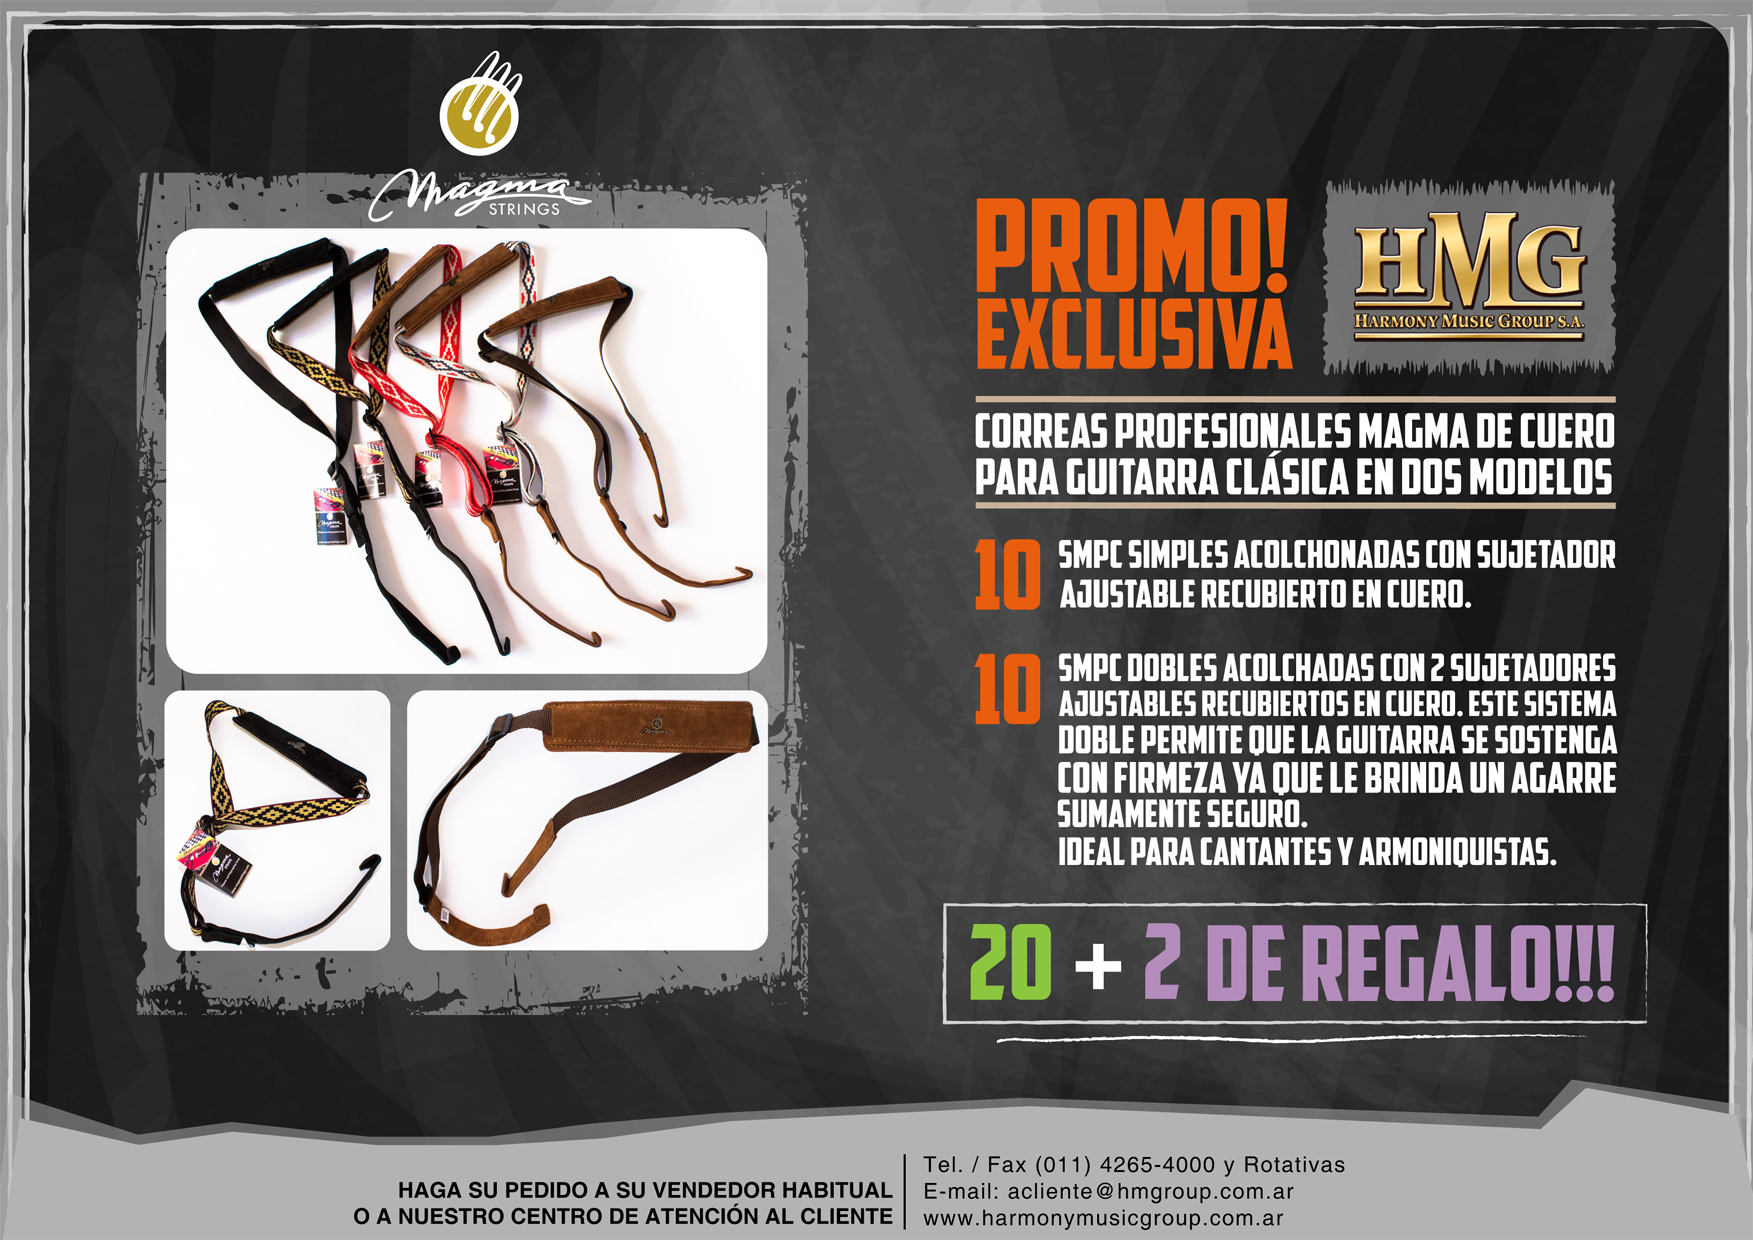 Magma
STRINGS
PROMO!
EXCLUSIVA
HMG
HARMONY MUSIC GROUP S.A.
CORREAS PROFESIONALES MAGMA DE CUERO
PARA GUITARRA CLÁSICA EN DOS MODELOS
10 SMPC SIMPLES ACOLCHONADAS CON SUJETADOR
AJUSTABLE RECUBIERTO EN CUERO.
10 SMPC DOBLES ACOLCHADAS CON 2 SUJETADORES
AJUSTABLES RECUBIERTOS EN CUERO. ESTE SISTEMA
DOBLE PERMITE QUE LA GUITARRA SE SOSTENGA
CON FIRMEZA YA QUE LE BRINDA UN AGARRE
SUMAMENTE SEGURO.
IDEAL PARA CANTANTES Y ARMONIQUISTAS.
20 + 2 DE REGALO!!!
HAGA SU PEDIDO A SU VENDEDOR HABITUAL
O A NUESTRO CENTRO DE ATENCIÓN AL CLIENTE
Tel. / Fax (011) 4265-4000 y Rotativas
E-mail: acliente@hmgroup.com.ar
www.harmonymusicgroup.com.ar